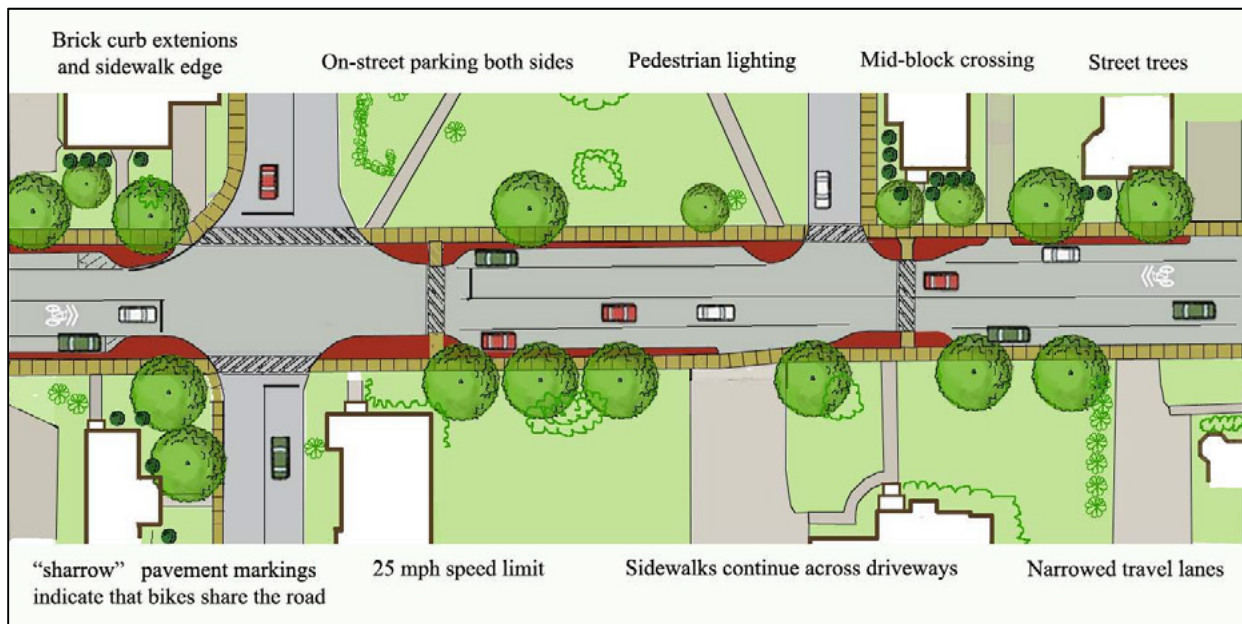 Brick curb extenions
and sidewalk edge
On-street parking both sides
Pedestrian lighting
Mid-block crossing
Street trees
“sharrow” pavement markings
indicate that bikes share the road
25 mph speed limit
Sidewalks continue across driveways
Narrowed travel lanes